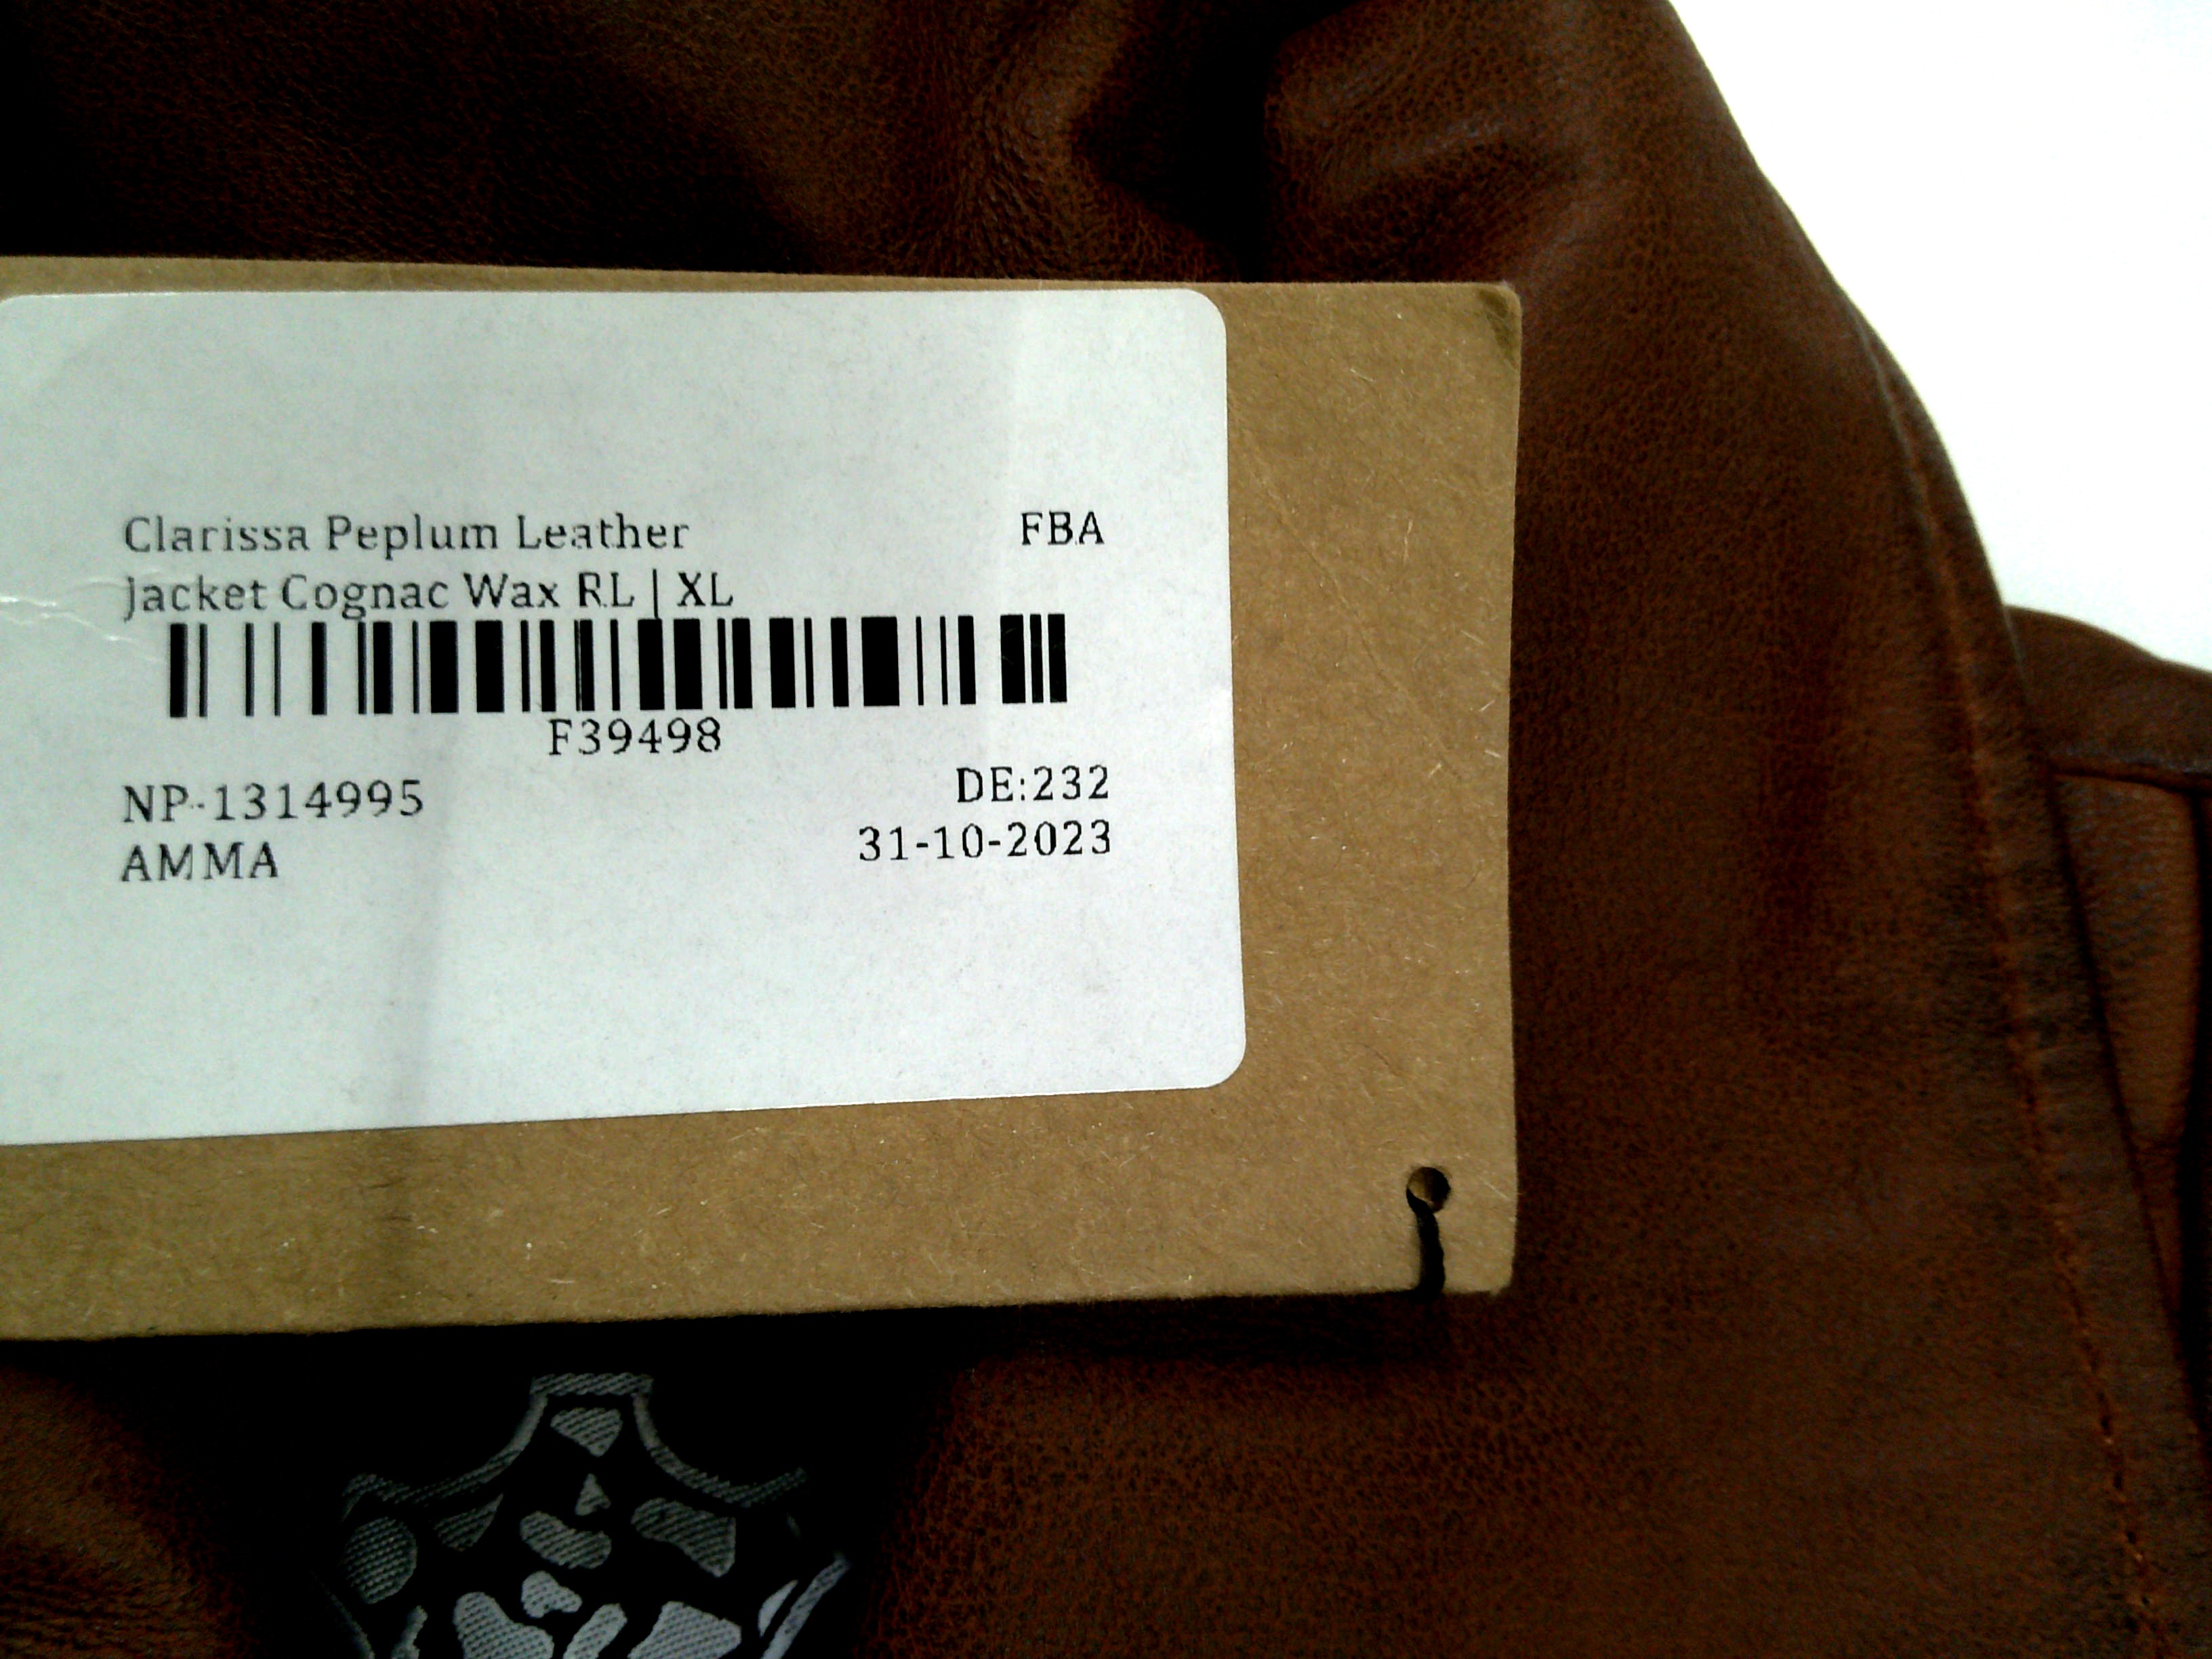 Clarissa Peplum Leather
Jacket Cognac Wax RL | XL
FBA
F39498
NP-1314995
DE:232
AMMA
31-10-2023